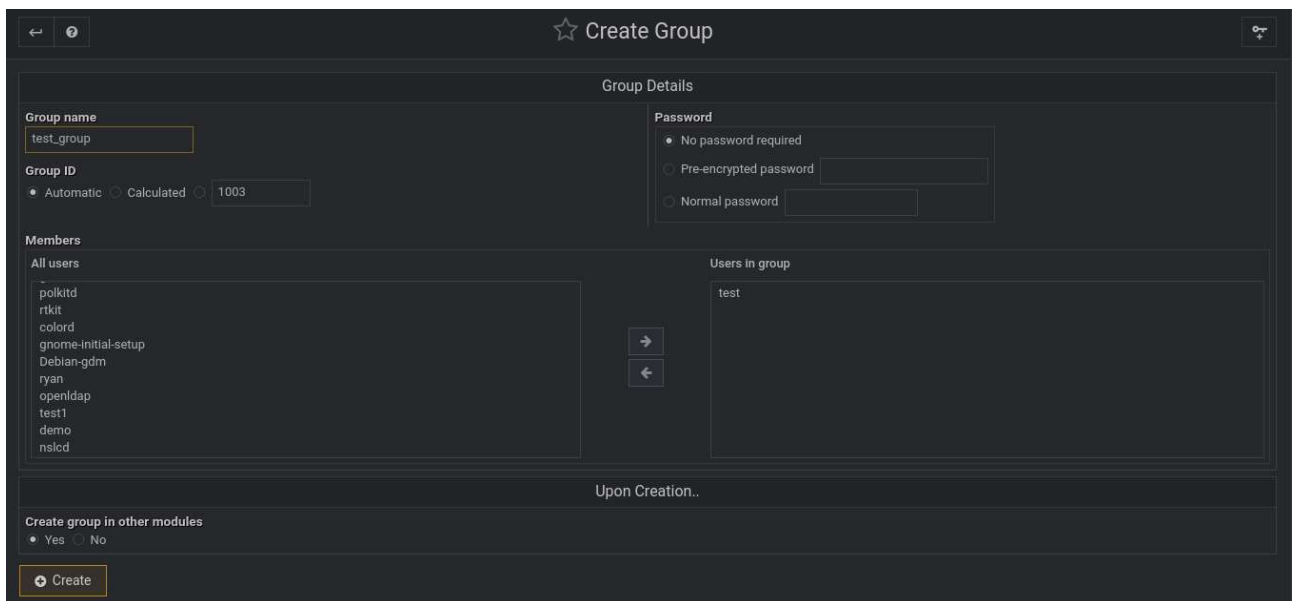 Create Group
Group Details
Group name
test_group
Group ID
Automatic Calculated 1003
Password
No password required
Pre-encrypted password
Normal password
Members
All users
polkitd
rtkit
colord
gnome-initial-setup
Debian-gdm
ryan
openldap
test1
demo
nslcd
Users in group
test
Upon Creation..
Create group in other modules
Yes No
Create